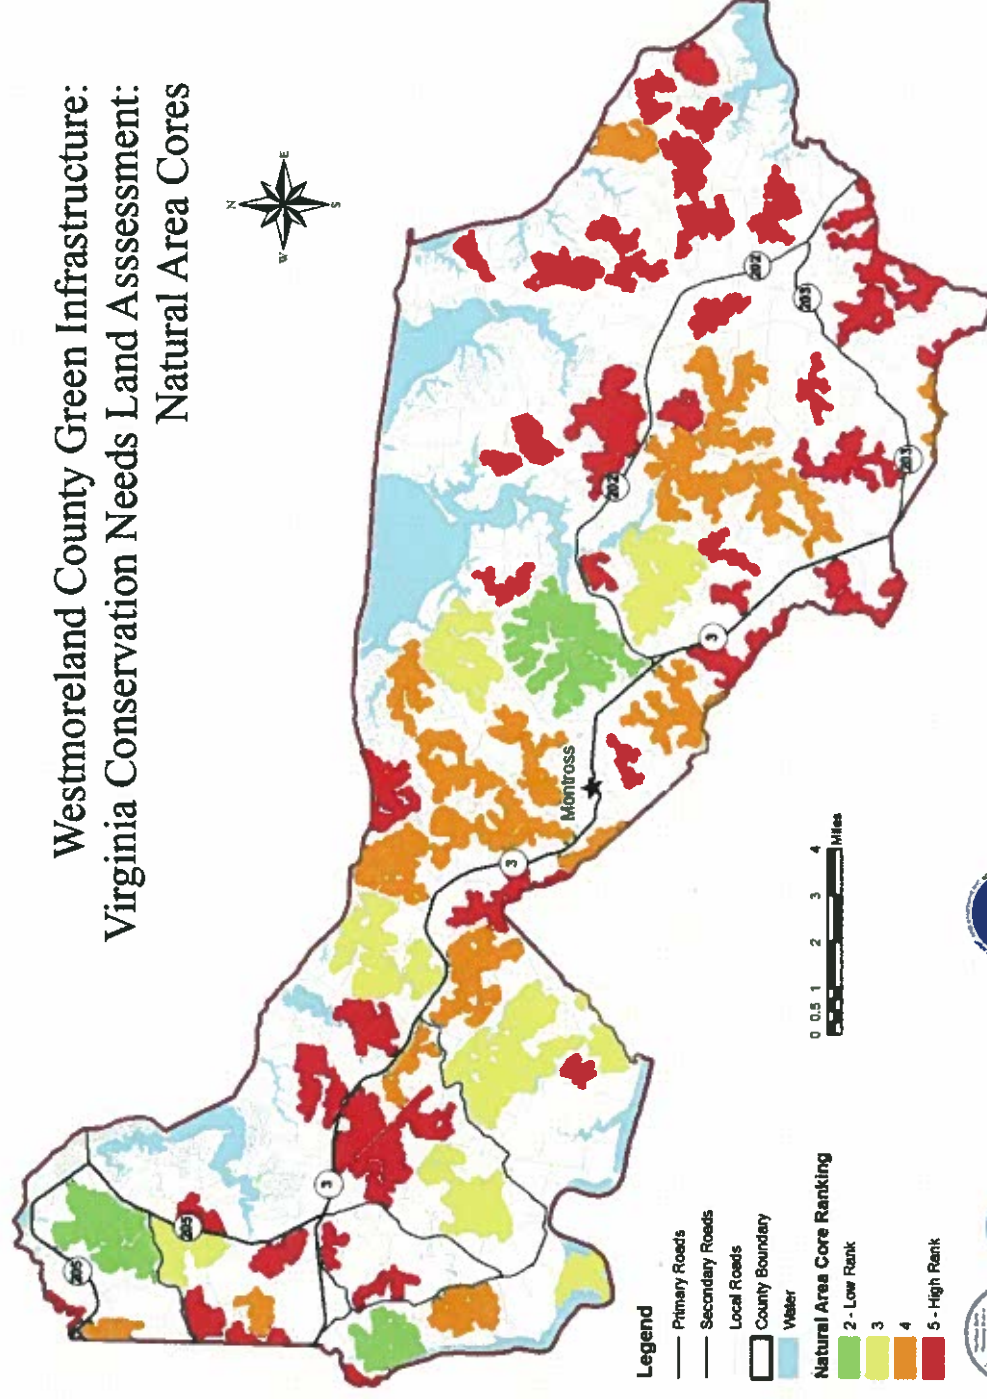 Westmoreland County Green Infrastructure:
Virginia Conservation Needs Land Assessment:
Natural Area Cores
N
W
E
S
205
205
3
3
Montross
3
202
202
203
203
0 0.5 1 2 3 4
Miles
Legend
Primary Roads
Secondary Roads
Local Roads
County Boundary
Water
Natural Area Core Ranking
2 - Low Rank
3
4
5 - High Rank